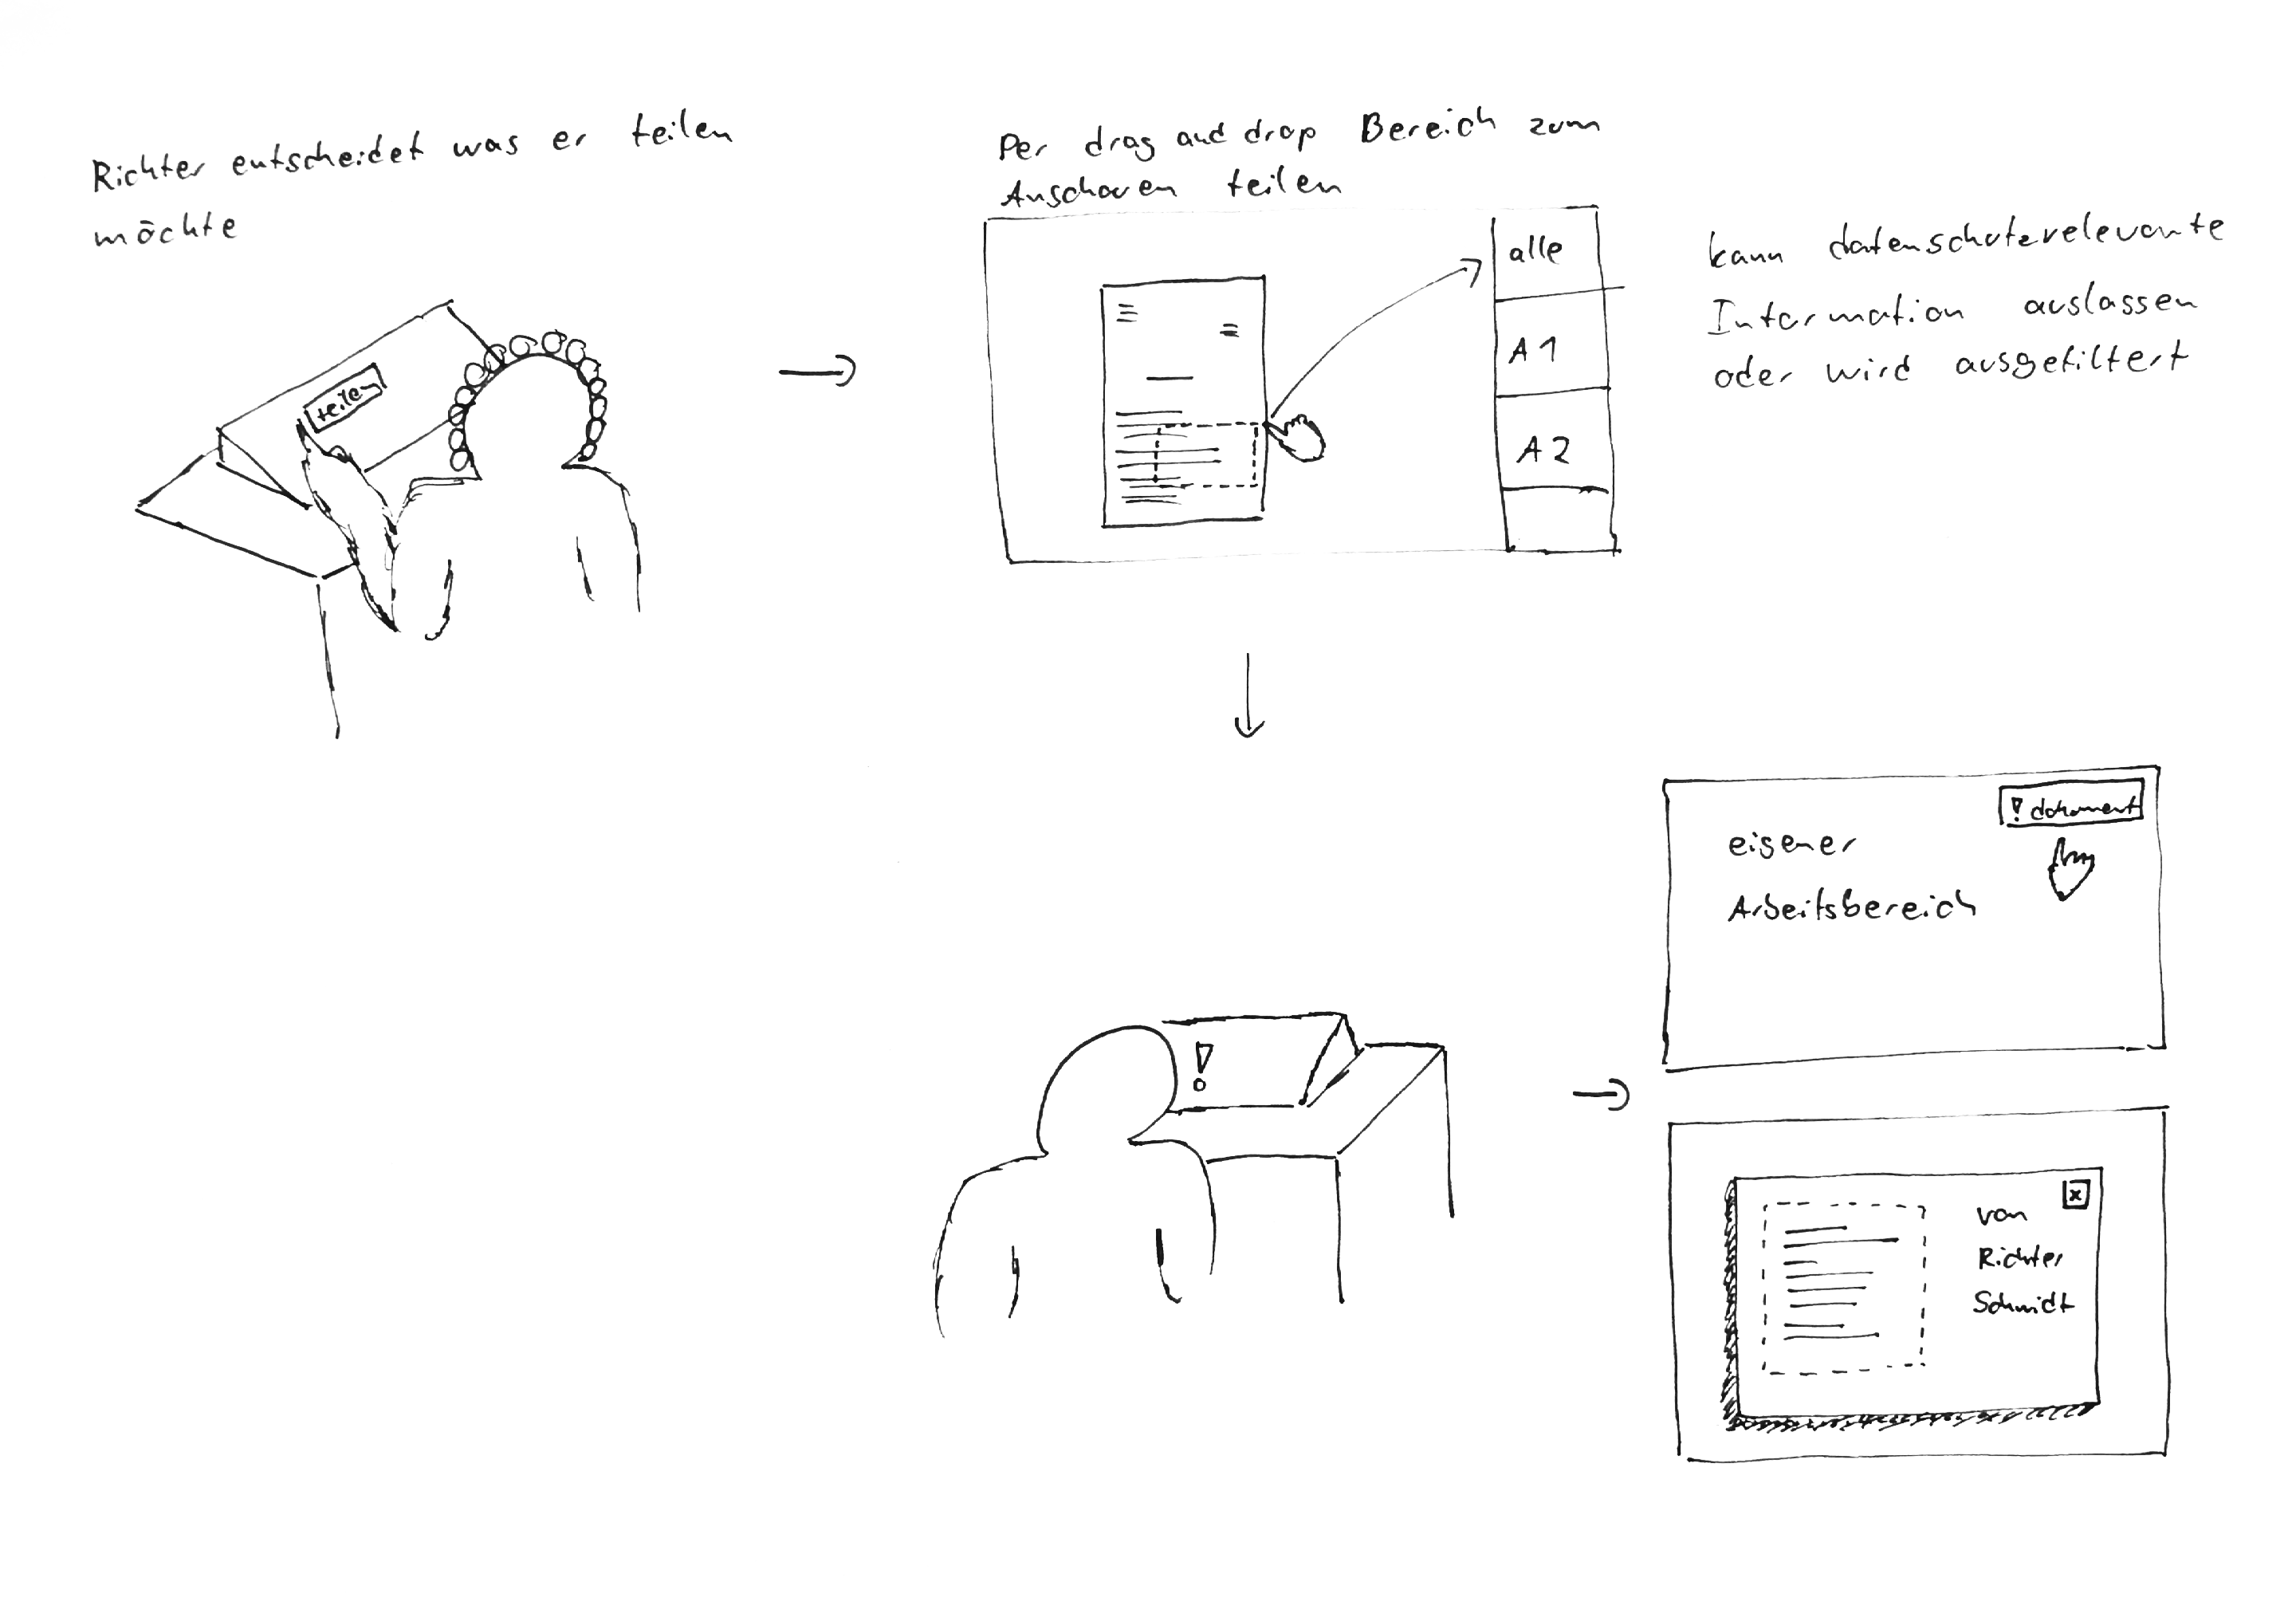 Richter entscheidet was er teilen
möchte
teilen
Per drag and drop Bereich zum
Anschauen teilen
alle
A1
A2
kann datenschutzrelevante
Information auslassen
oder wird ausgefiltert
!
! dokument
eigener
Arbeitsbereich
x
von
Richter
Schmidt